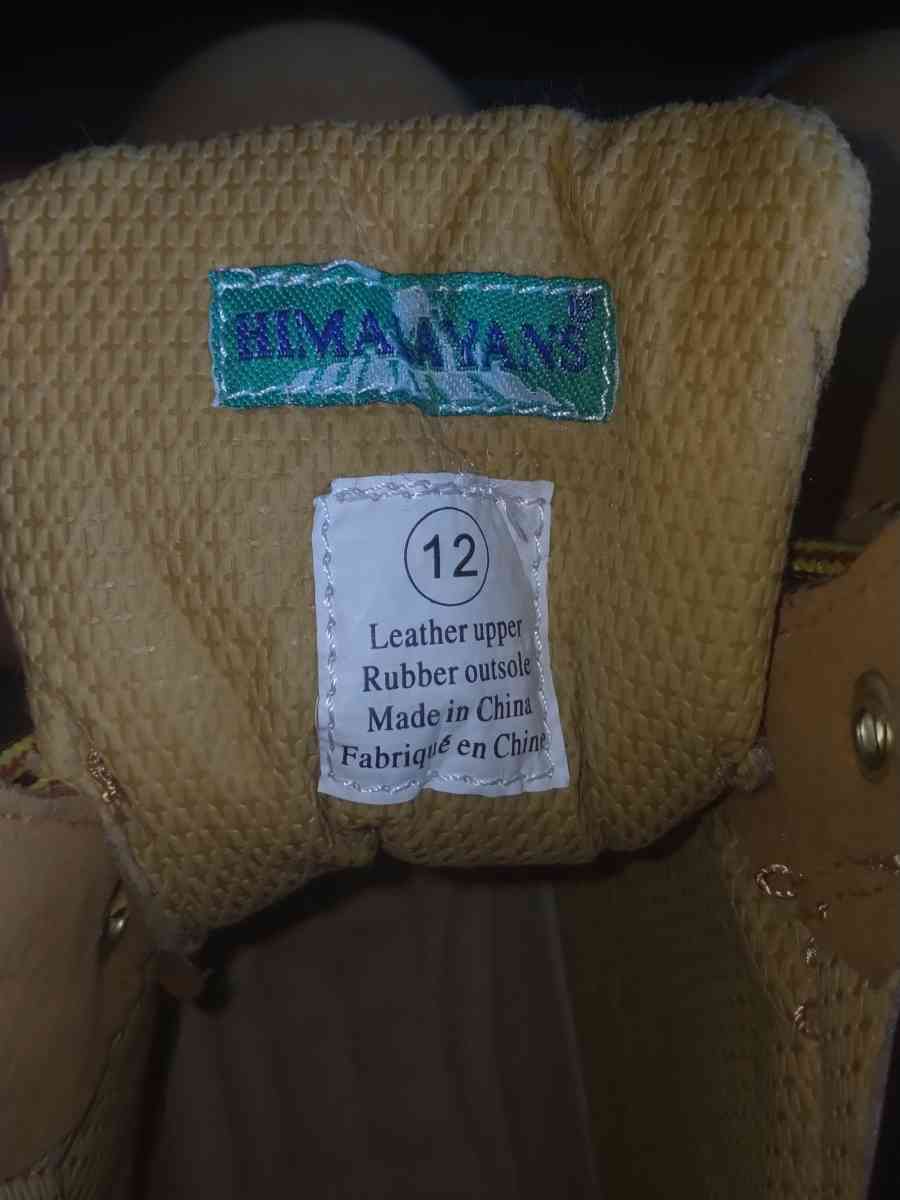 HIMALAYANS
12
Leather upper
Rubber outsole
Made in China
Fabriqué en Chine